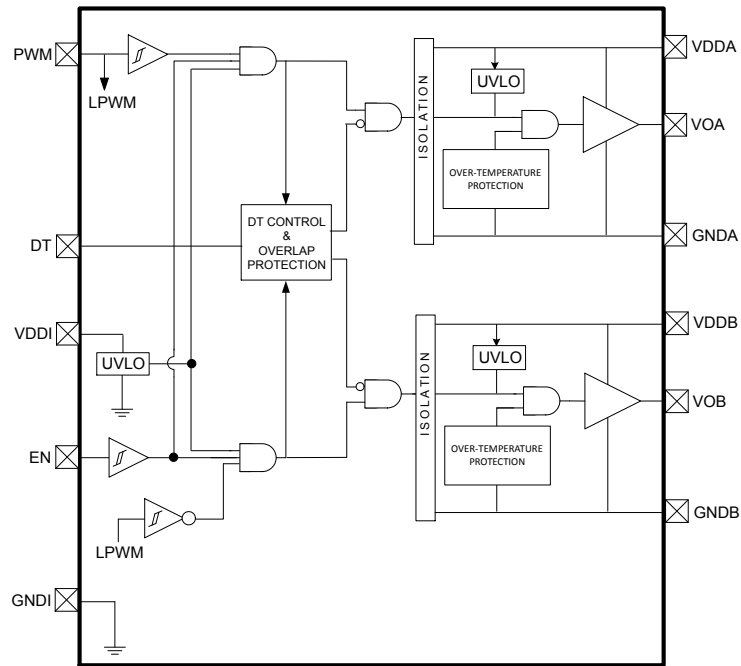 PWM
LPWM
DT
VDDI
UVLO
EN
LPWM
GNDI
DT CONTROL
&
OVERLAP
PROTECTION
ISOLATION
UVLO
OVER-TEMPERATURE
PROTECTION
VDDA
VOA
GNDA
ISOLATION
UVLO
OVER-TEMPERATURE
PROTECTION
VDDB
VOB
GNDB